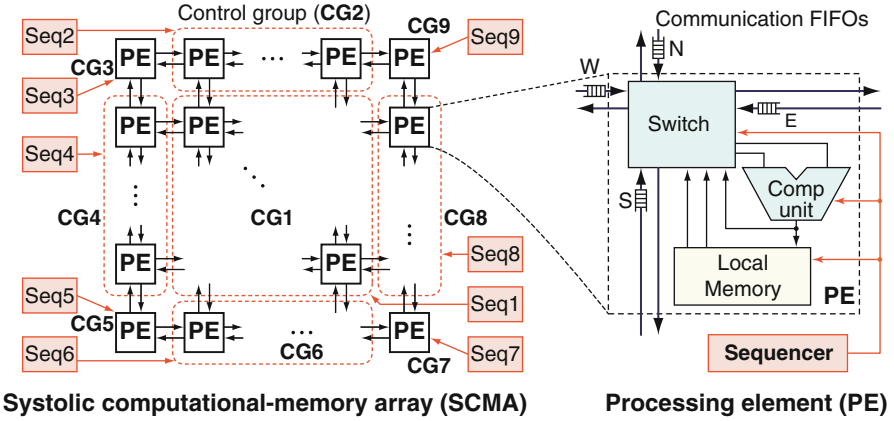 Control group (CG2)
Seq2
CG9
Seq9
PE PE ... PE PE
CG3
Seq3
Seq4
PE PE PE
CG4
CG1
CG8
PE PE
Seq8
Seq5
Seq1
CG5
PE PE ... PE PE
CG6
Seq6
CG7
Seq7
Systolic computational-memory array (SCMA)
Communication FIFOs
N
W
E
S
Switch
Comp
unit
Local
Memory
PE
Sequencer
Processing element (PE)